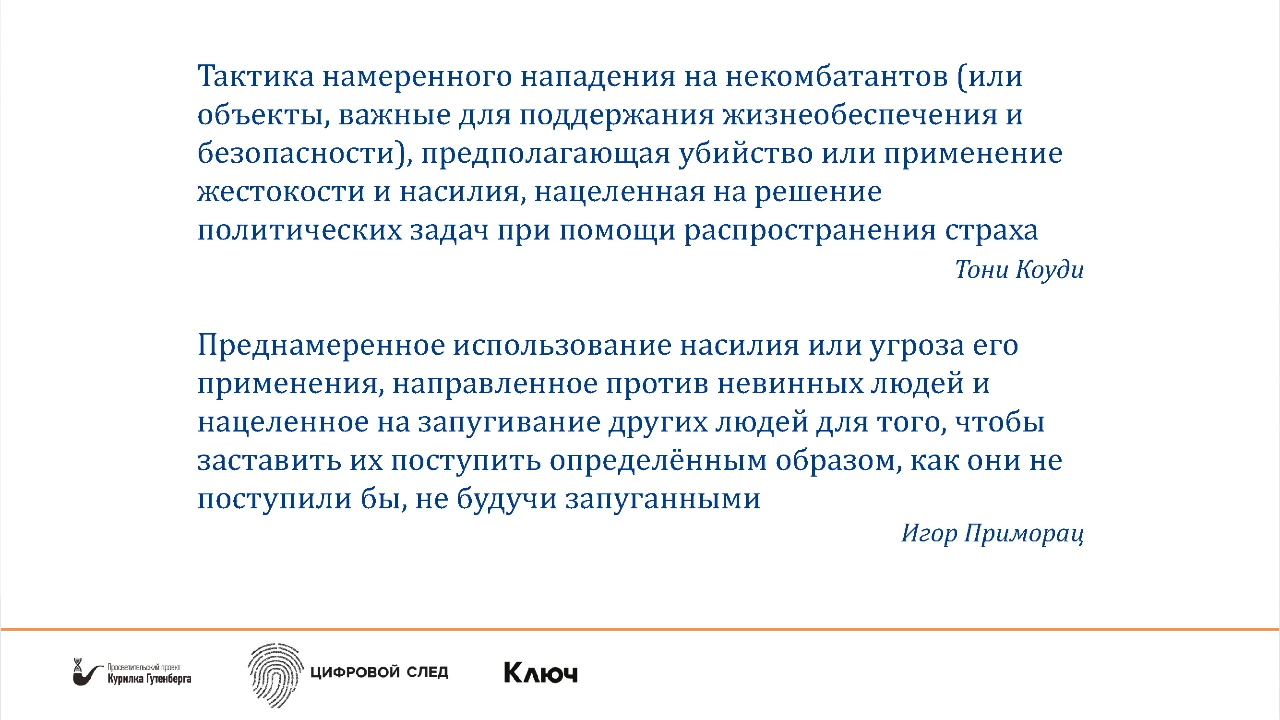 Тактика намеренного нападения на некомбатантов (или
объекты, важные для поддержания жизнеобеспечения и
безопасности), предполагающая убийство или применение
жестокости и насилия, нацеленная на решение
политических задач при помощи распространения страха
Тони Коуди
Преднамеренное использование насилия или угроза его
применения, направленное против невинных людей и
нацеленное на запугивание других людей для того, чтобы
заставить их поступить определённым образом, как они не
поступили бы, не будучи запуганными
Игор Приморац
Просветительский проект
Курилка Гутенберга
ЦИФРОВОЙ СЛЕД
Ключ